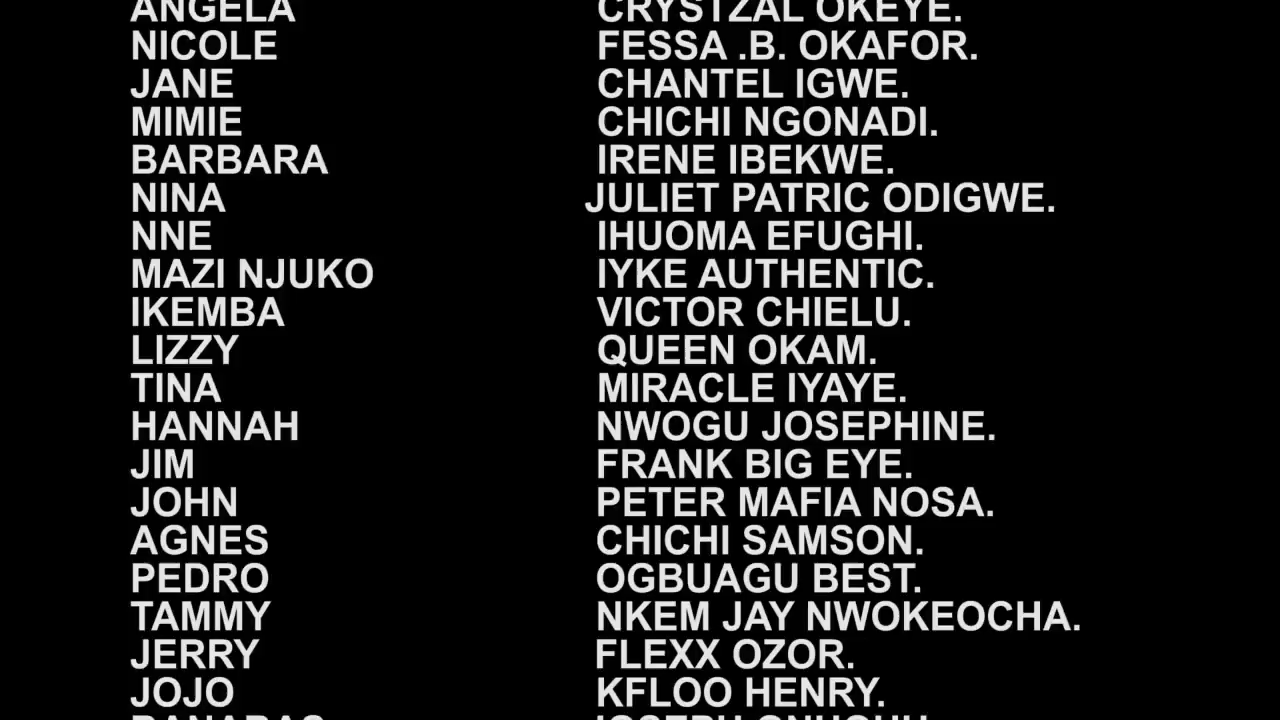 ANGELA CRYSTZAL OKEYE.
NICOLE FESSA .B. OKAFOR.
JANE CHANTEL IGWE.
MIMIE CHICHI NGONADI.
BARBARA IRENE IBEKWE.
NINA JULIET PATRIC ODIGWE.
NNE IHUOMA EFUGHI.
MAZI NJUKO IYKE AUTHENTIC.
IKEMBA VICTOR CHIELU.
LIZZY QUEEN OKAM.
TINA MIRACLE IYAYE.
HANNAH NWOGU JOSEPHINE.
JIM FRANK BIG EYE.
JOHN PETER MAFIA NOSA.
AGNES CHICHI SAMSON.
PEDRO OGBUAGU BEST.
TAMMY NKEM JAY NWOKEOCHA.
JERRY FLEXX OZOR.
JOJO KFLOO HENRY.